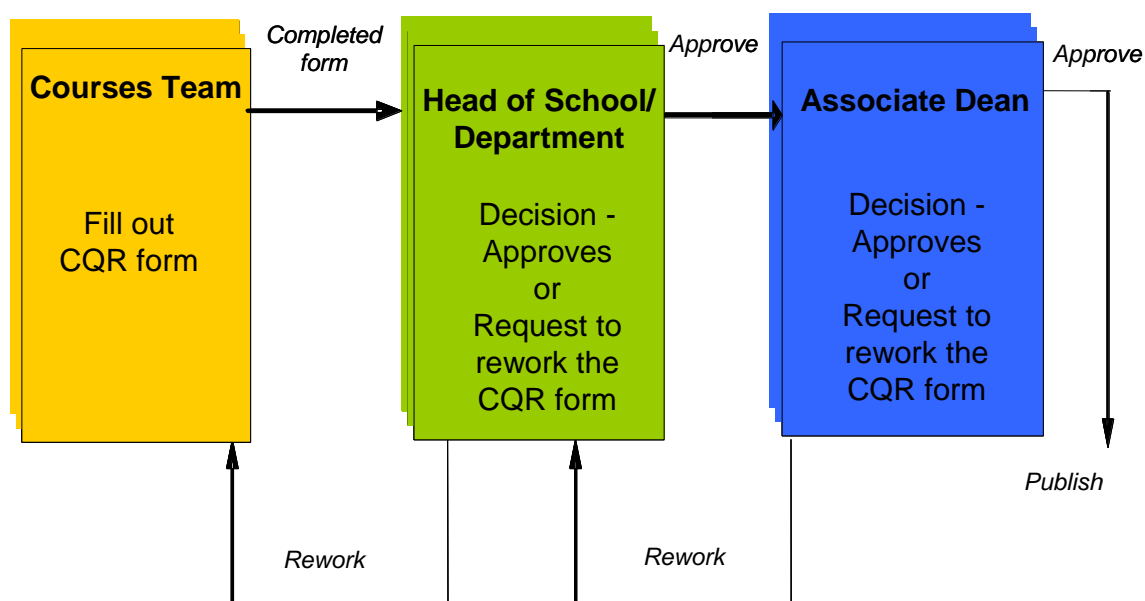 Completed
form
Approve
Approve
Courses Team
Head of School/
Department
Associate Dean
Fill out
CQR form
Decision -
Approves
or
Request to
rework the
CQR form
Decision -
Approves
or
Request to
rework the
CQR form
Publish
Rework
Rework